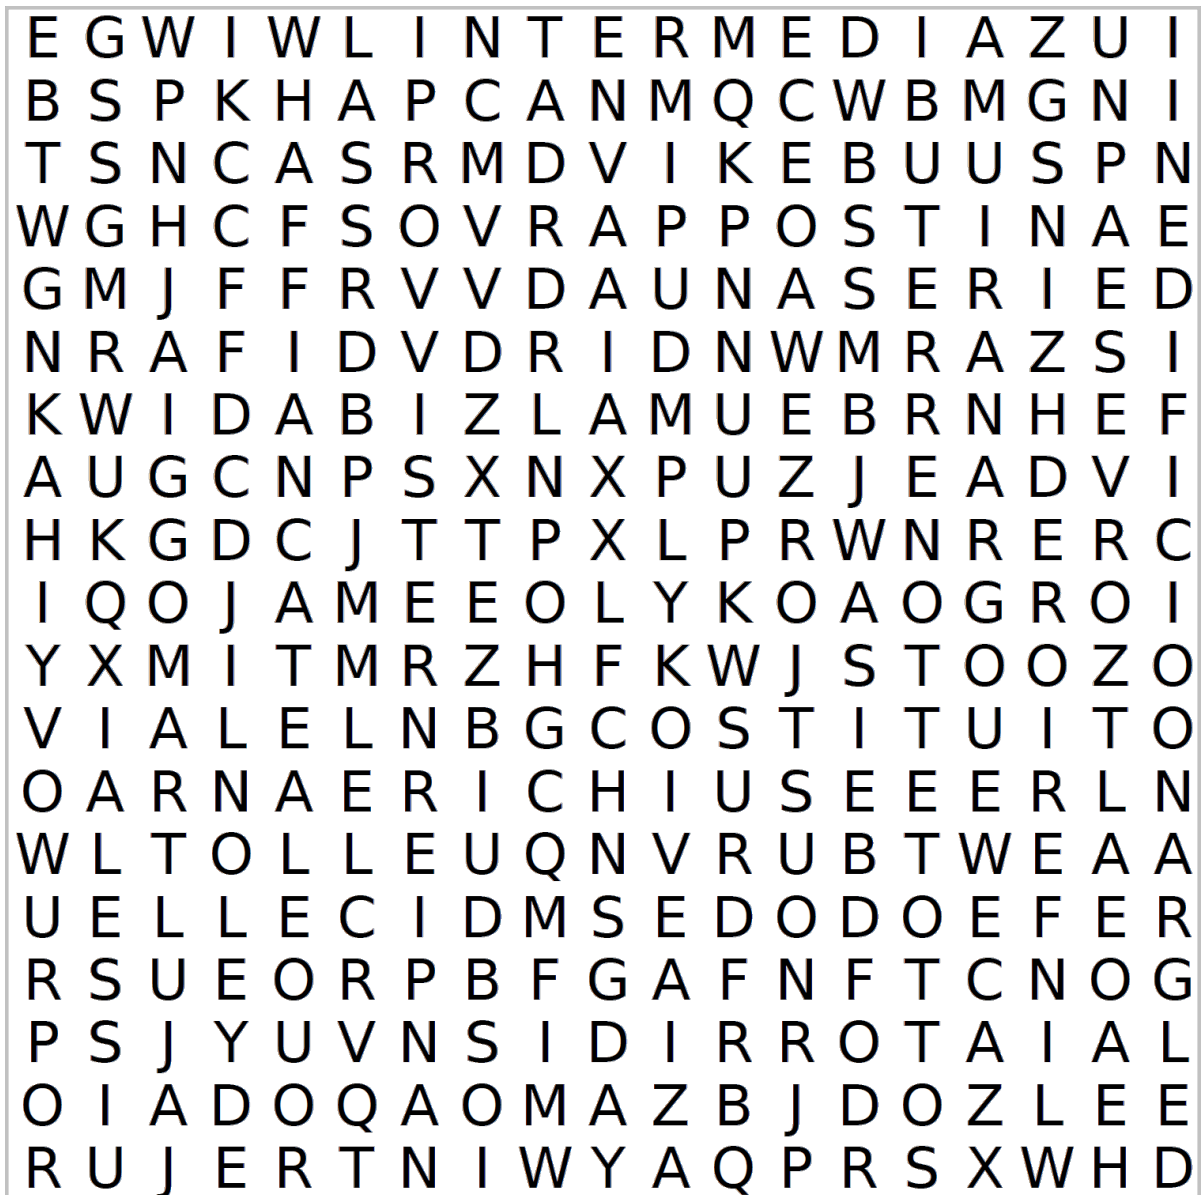 E G W I W L I N T E R M E D I A Z U I
B S P K H A P C A N M Q C W B M G N I
T S N C A S R M D V I K E B U U S P N
W G H C F S O V R A P P O S T I N A E
G M J F F R V V D A U N A S E R I E D
N R A F I D V D R I D N W M R A Z S I
K W I D A B I Z L A M U E B R N H E F
A U G C N P S X N X P U Z J E A D V I
H K G D C J T T P X L P R W N R E R C
I Q O J A M E E O L Y K O A O G R O I
Y X M I T M R Z H F K W J S T O O Z O
V I A L E L N B G C O S T I T U I T O
O A R N A E R I C H I U S E E E R L N
W L T O L L E U Q N V R U B T W E A A
U E L L E C I D M S E D O D O E F E R
R S U E O R P B F G A F N F T C N O G
P S J Y U V N S I D I R R O T A I A L
O I A D O Q A O M A Z B J D O Z L E E
R U J E R T N I W Y A Q P R S X W H D